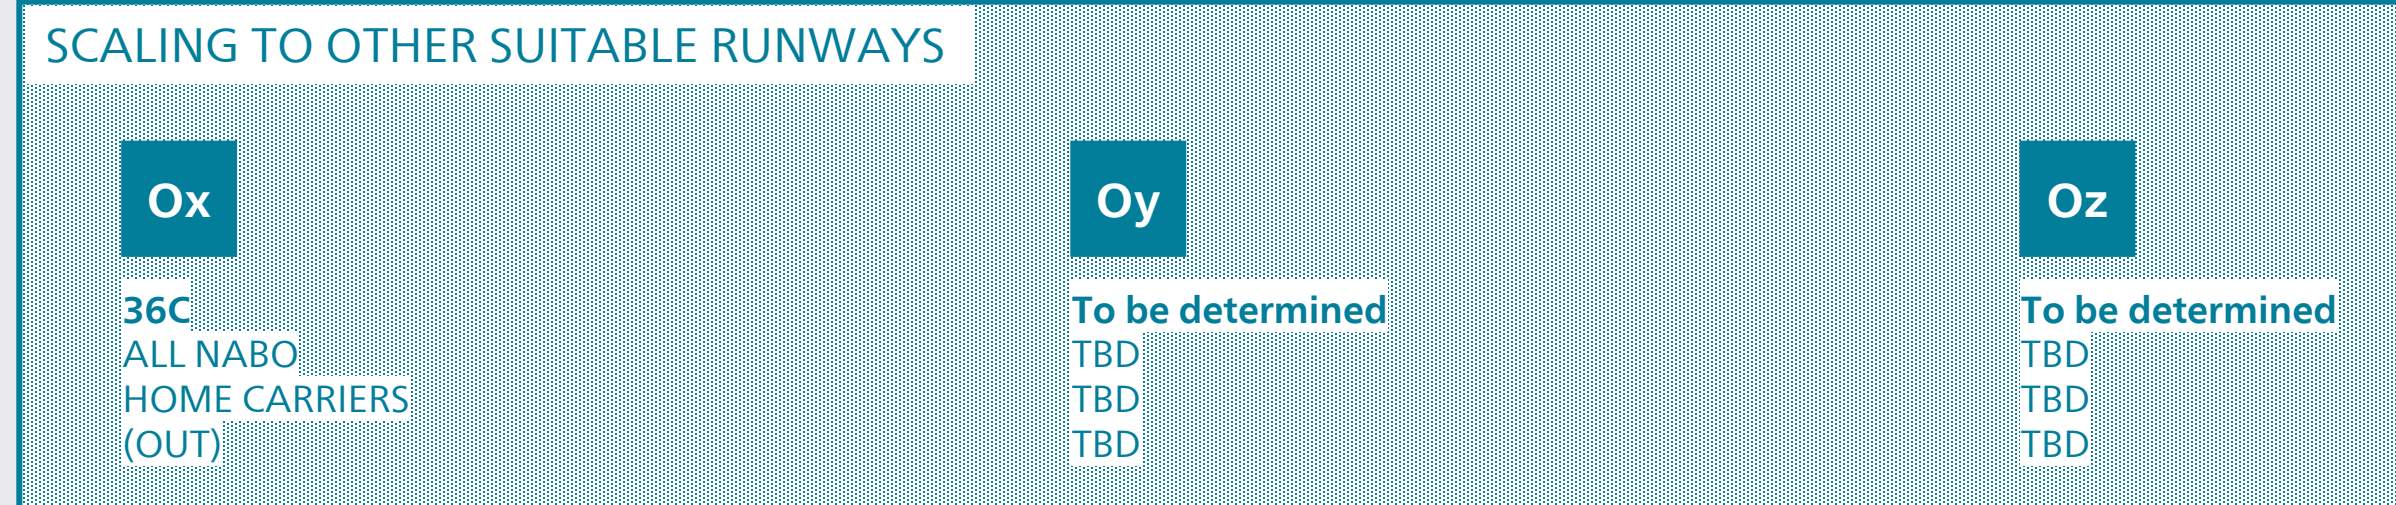 SCALING TO OTHER SUITABLE RUNWAYS
Ox
36C
ALL NABO
HOME CARRIERS
(OUT)
Oy
To be determined
TBD
TBD
TBD
Oz
To be determined
TBD
TBD
TBD